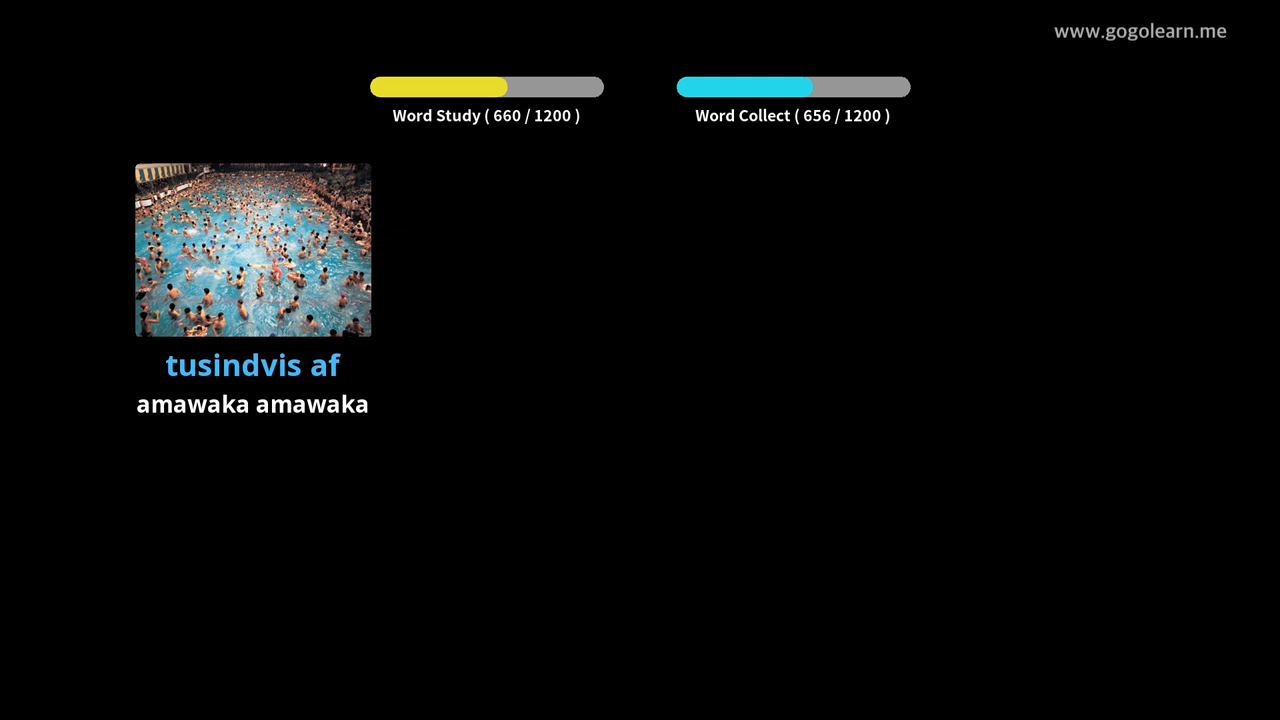 www.gogolearn.me
Word Study ( 660 / 1200 )
Word Collect ( 656 / 1200 )
tusindvis af
amawaka amawaka